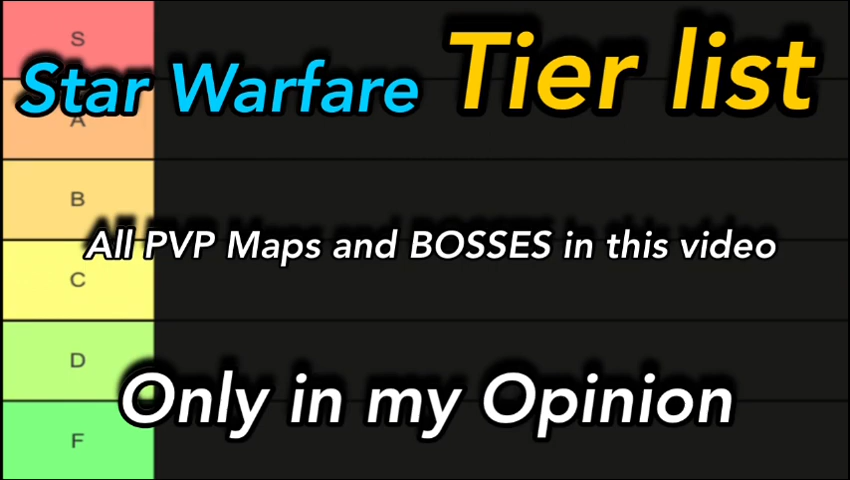 S
Star Warfare Tier list
A
B
All PVP Maps and BOSSES in this video
C
D
Only in my Opinion
F